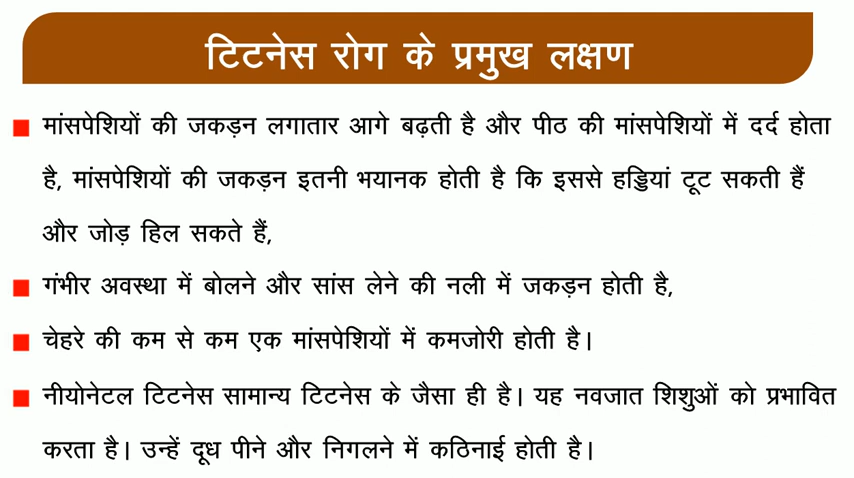 टिटनेस रोग के प्रमुख लक्षण
मांसपेशियों की जकड़न लगातार आगे बढ़ती है और पीठ की मांसपेशियों में दर्द होता
है, मांसपेशियों की जकड़न इतनी भयानक होती है कि इससे हड्डियां टूट सकती हैं
और जोड़ हिल सकते हैं,
गंभीर अवस्था में बोलने और सांस लेने की नली में जकड़न होती है,
चेहरे की कम से कम एक मांसपेशियों में कमजोरी होती है।
नीयोनेटल टिटनेस सामान्य टिटनेस के जैसा ही है। यह नवजात शिशुओं को प्रभावित
करता है। उन्हें दूध पीने और निगलने में कठिनाई होती है।